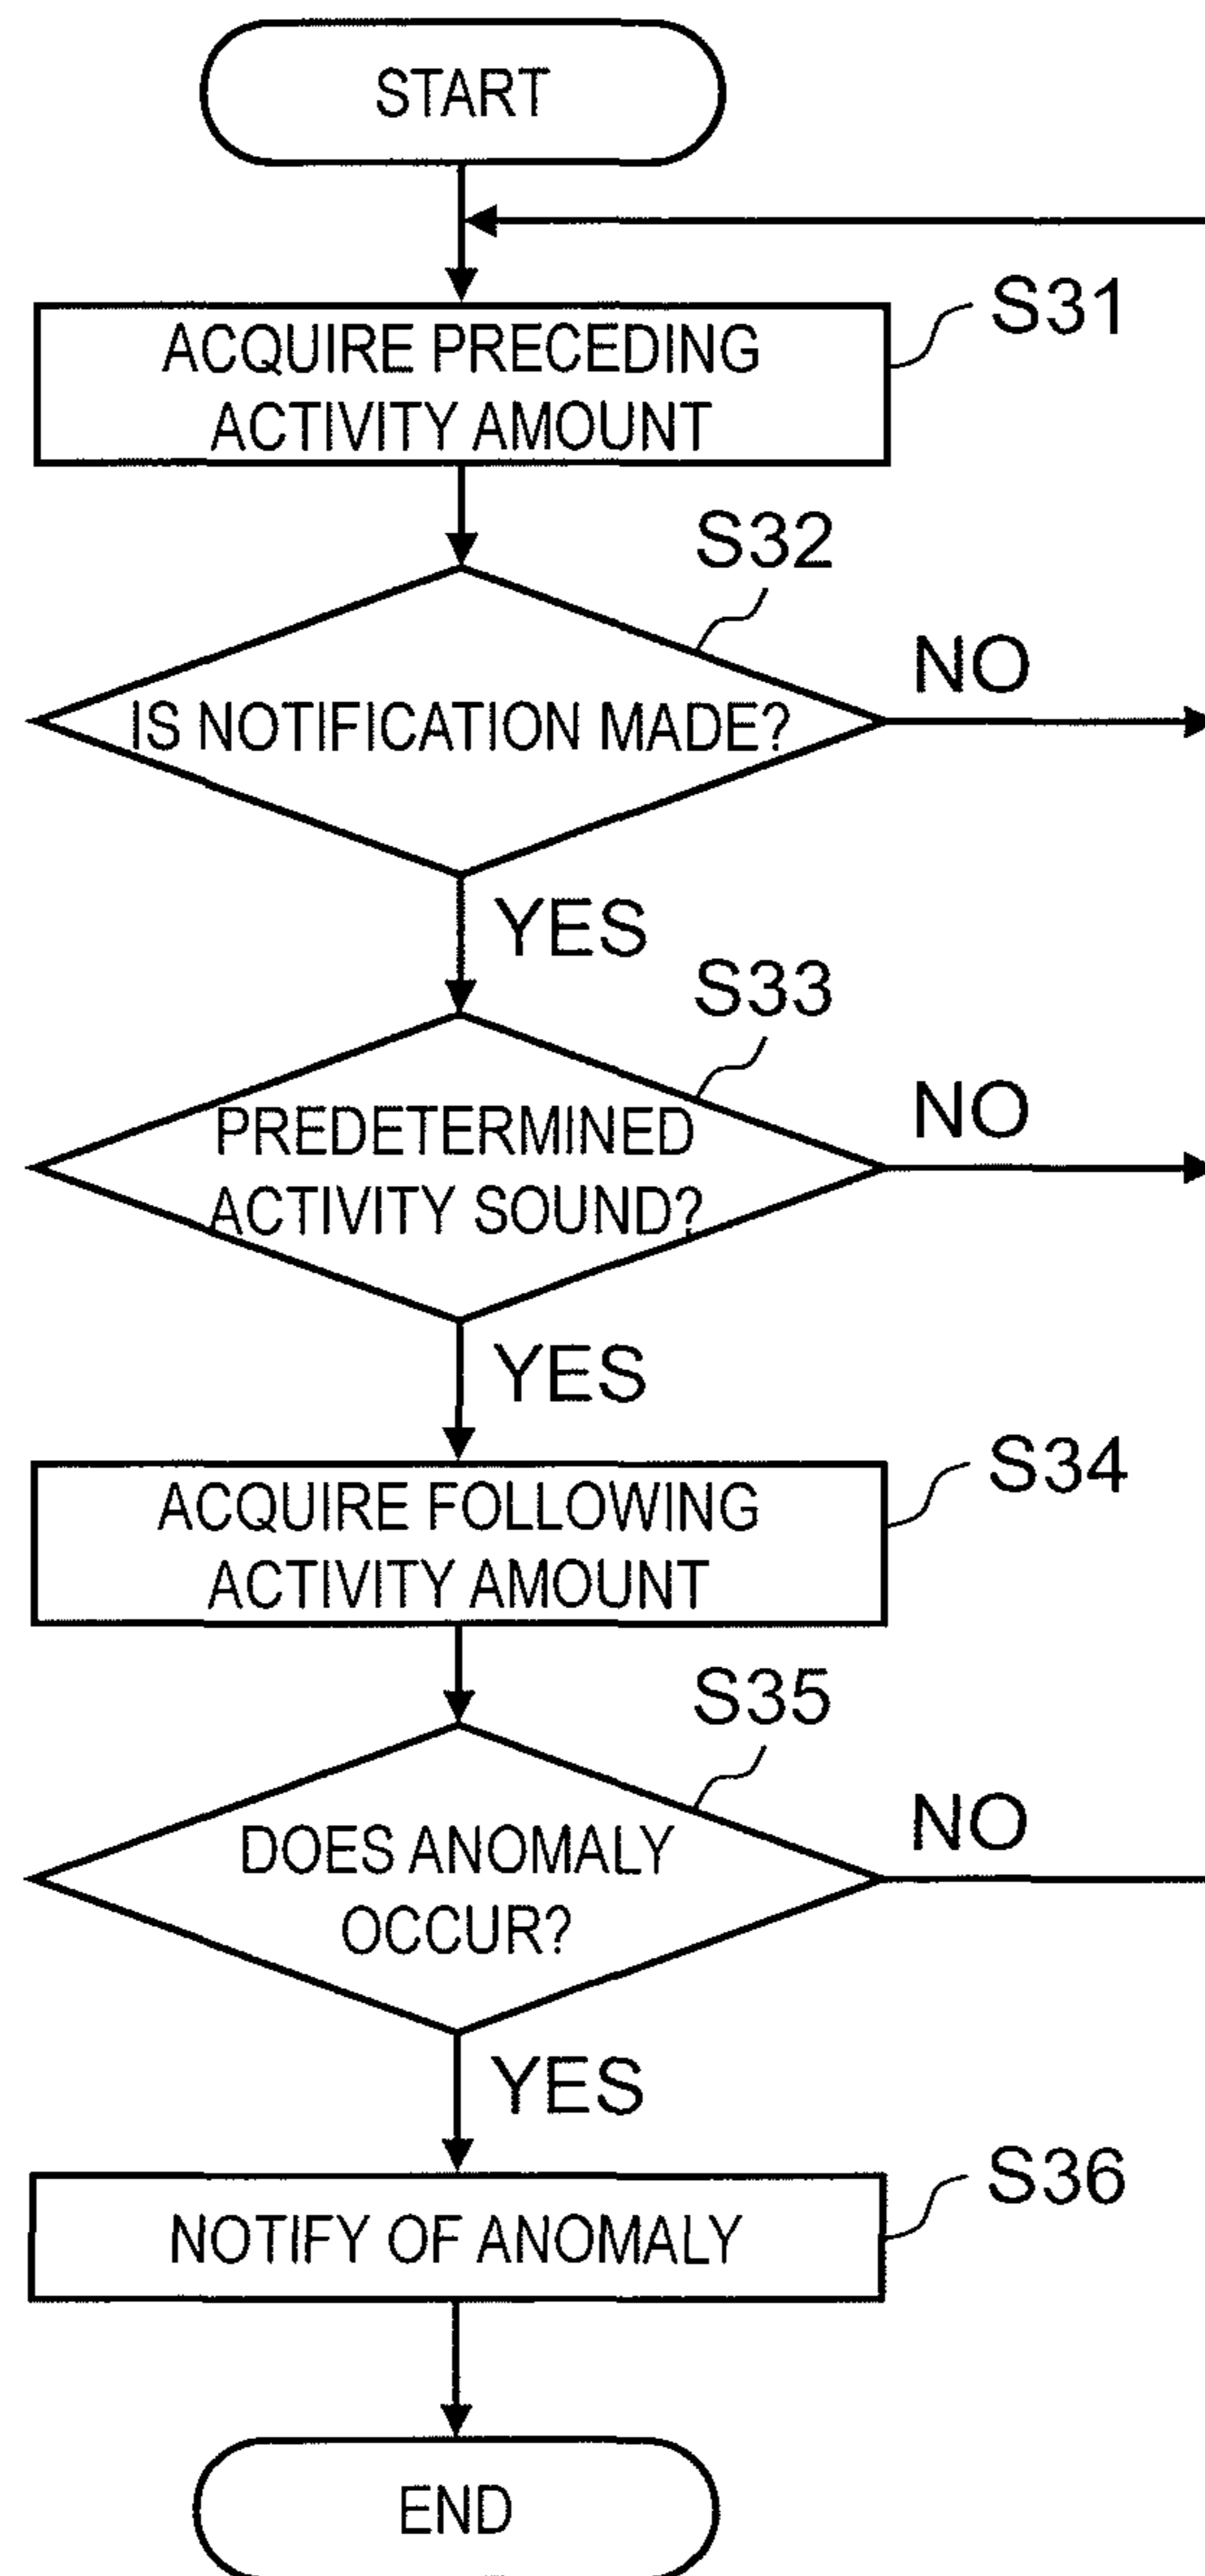 START
S31
ACQUIRE PRECEDING
ACTIVITY AMOUNT
S32
IS NOTIFICATION MADE?
NO
YES
S33
PREDETERMINED
ACTIVITY SOUND?
NO
YES
S34
ACQUIRE FOLLOWING
ACTIVITY AMOUNT
S35
DOES ANOMALY
OCCUR?
NO
YES
S36
NOTIFY OF ANOMALY
END